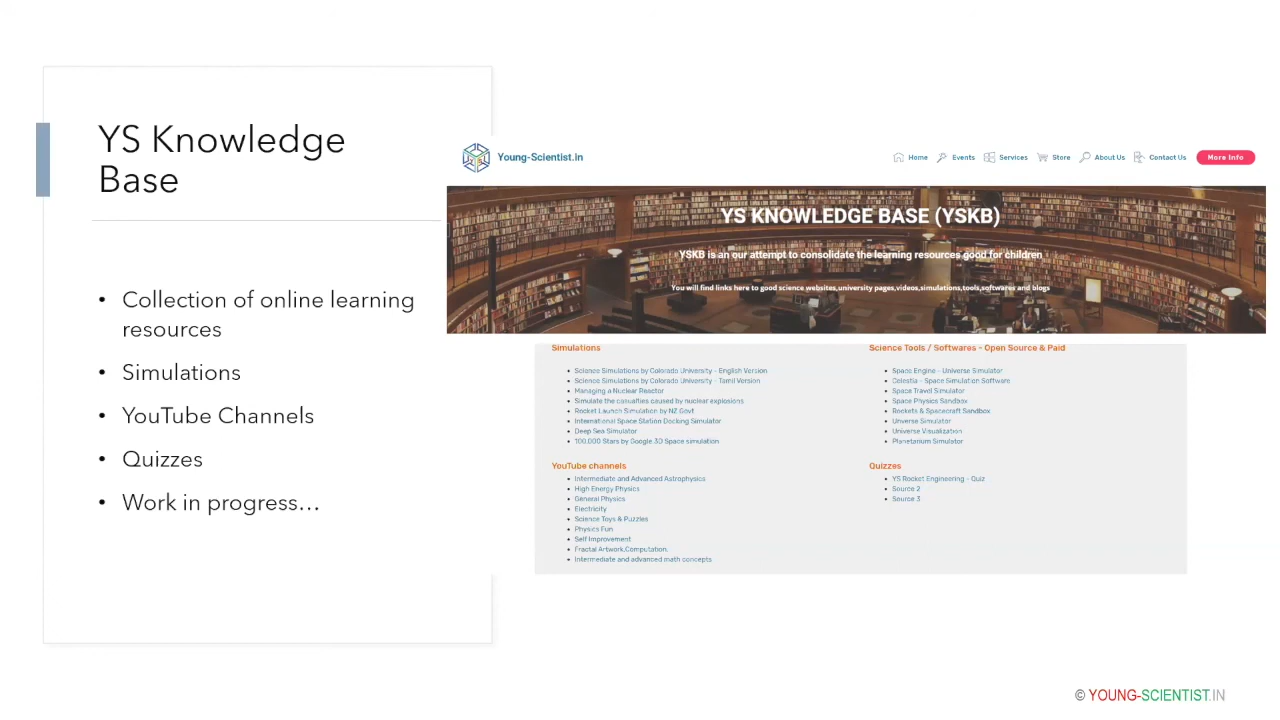 YS Knowledge
Base
• Collection of online learning
resources
• Simulations
• YouTube Channels
• Quizzes
• Work in progress...
Young-Scientist.in
Home Events Services Store About Us Contact Us More Info
YS KNOWLEDGE BASE (YSKB)
YSKB is an our attempt to consolidate the learning resources good for children
You will find links here to good science websites,university pages,videos,simulations,tools,softwares and blogs
Simulations
• Science Simulations by Colorado University - English Version
• Science Simulations by Colorado University - Tamil Version
• Managing a Nuclear Reactor
• Simulate the casualties caused by nuclear explosions
• Rocket Launch Simulation by NZ Govt
• International Space Station Docking Simulator
• Deep Sea Simulator
• 100,000 Stars by Google 3D Space simulation
YouTube channels
• Intermediate and Advanced Astrophysics
• High Energy Physics
• General Physics
• Electricity
• Science Toys & Puzzles
• Physics Fun
• Self Improvement
• Fractal Artwork,Computation,
• Intermediate and advanced math concepts
Science Tools / Softwares - Open Source & Paid
• Space Engine - Universe Simulator
• Celestia - Space Simulation Software
• Space Travel Simulator
• Space Physics Sandbox
• Rockets & Spacecraft Sandbox
• Unverse Simulator
• Universe Visualization
• Planetarium Simulator
Quizzes
• YS Rocket Engineering - Quiz
• Source 2
• Source 3
© YOUNG-SCIENTIST.IN